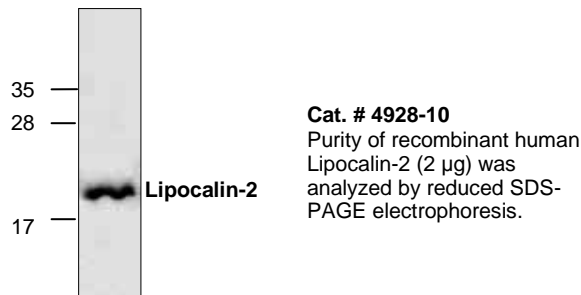 35
28
17
Lipocalin-2
Cat. # 4928-10
Purity of recombinant human
Lipocalin-2 (2 µg) was
analyzed by reduced SDS-
PAGE electrophoresis.